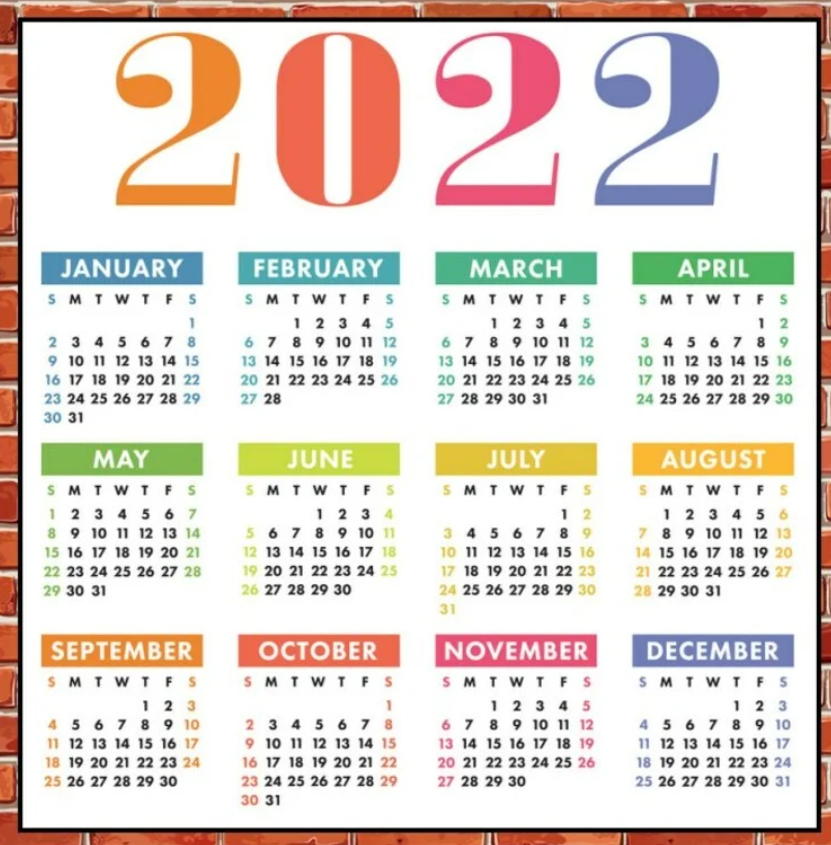 2022
JANUARY
S M T W T F S
1
2 3 4 5 6 7 8
9 10 11 12 13 14 15
16 17 18 19 20 21 22
23 24 25 26 27 28 29
30 31
FEBRUARY
S M T W T F S
1 2 3 4 5
6 7 8 9 10 11 12
13 14 15 16 17 18 19
20 21 22 23 24 25 26
27 28
MARCH
S M T W T F S
1 2 3 4 5
6 7 8 9 10 11 12
13 14 15 16 17 18 19
20 21 22 23 24 25 26
27 28 29 30 31
APRIL
S M T W T F S
1 2
3 4 5 6 7 8 9
10 11 12 13 14 15 16
17 18 19 20 21 22 23
24 25 26 27 28 29 30
MAY
S M T W T F S
1 2 3 4 5 6 7
8 9 10 11 12 13 14
15 16 17 18 19 20 21
22 23 24 25 26 27 28
29 30 31
JUNE
S M T W T F S
1 2 3 4
5 6 7 8 9 10 11
12 13 14 15 16 17 18
19 20 21 22 23 24 25
26 27 28 29 30
JULY
S M T W T F S
1 2
3 4 5 6 7 8 9
10 11 12 13 14 15 16
17 18 19 20 21 22 23
24 25 26 27 28 29 30
31
AUGUST
S M T W T F S
1 2 3 4 5 6
7 8 9 10 11 12 13
14 15 16 17 18 19 20
21 22 23 24 25 26 27
28 29 30 31
SEPTEMBER
S M T W T F S
1 2 3
4 5 6 7 8 9 10
11 12 13 14 15 16 17
18 19 20 21 22 23 24
25 26 27 28 29 30
OCTOBER
S M T W T F S
1
2 3 4 5 6 7 8
9 10 11 12 13 14 15
16 17 18 19 20 21 22
23 24 25 26 27 28 29
30 31
NOVEMBER
S M T W T F S
1 2 3 4 5
6 7 8 9 10 11 12
13 14 15 16 17 18 19
20 21 22 23 24 25 26
27 28 29 30
DECEMBER
S M T W T F S
1 2 3
4 5 6 7 8 9 10
11 12 13 14 15 16 17
18 19 20 21 22 23 24
25 26 27 28 29 30 31